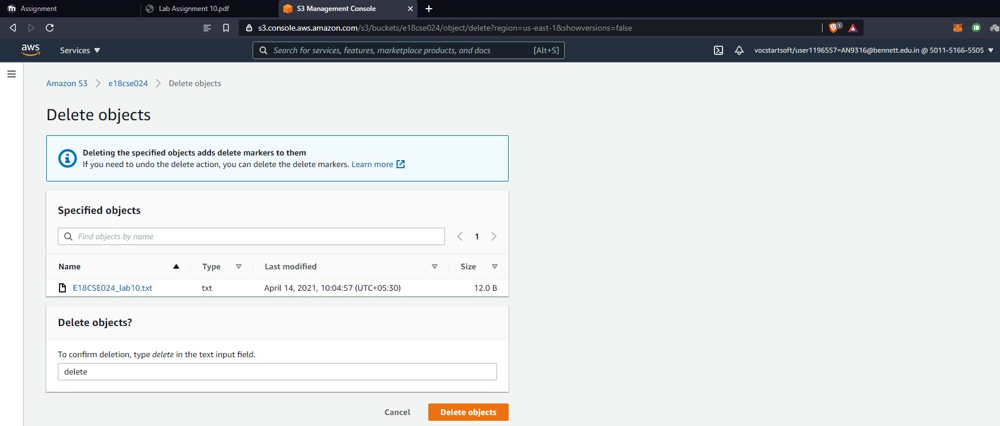 Assignment
Lab Assignment 10.pdf
S3 Management Console
s3.console.aws.amazon.com/s3/buckets/e18cse024/object/delete?region=us-east-1&showversions=false
1
aws
Services
Search for services, features, marketplace products, and docs
[Alt+S]
vocstartsoft/user1196557=AN9316@bennett.edu.in @ 5011-5166-5505
Amazon S3
e18cse024
Delete objects
Delete objects
Deleting the specified objects adds delete markers to them
If you need to undo the delete action, you can delete the delete markers. Learn more
Specified objects
Find objects by name
1
Name
Type
Last modified
Size
E18CSE024_lab10.txt
txt
April 14, 2021, 10:04:57 (UTC+05:30)
12.0 B
Delete objects?
To confirm deletion, type delete in the text input field.
delete
Cancel
Delete objects